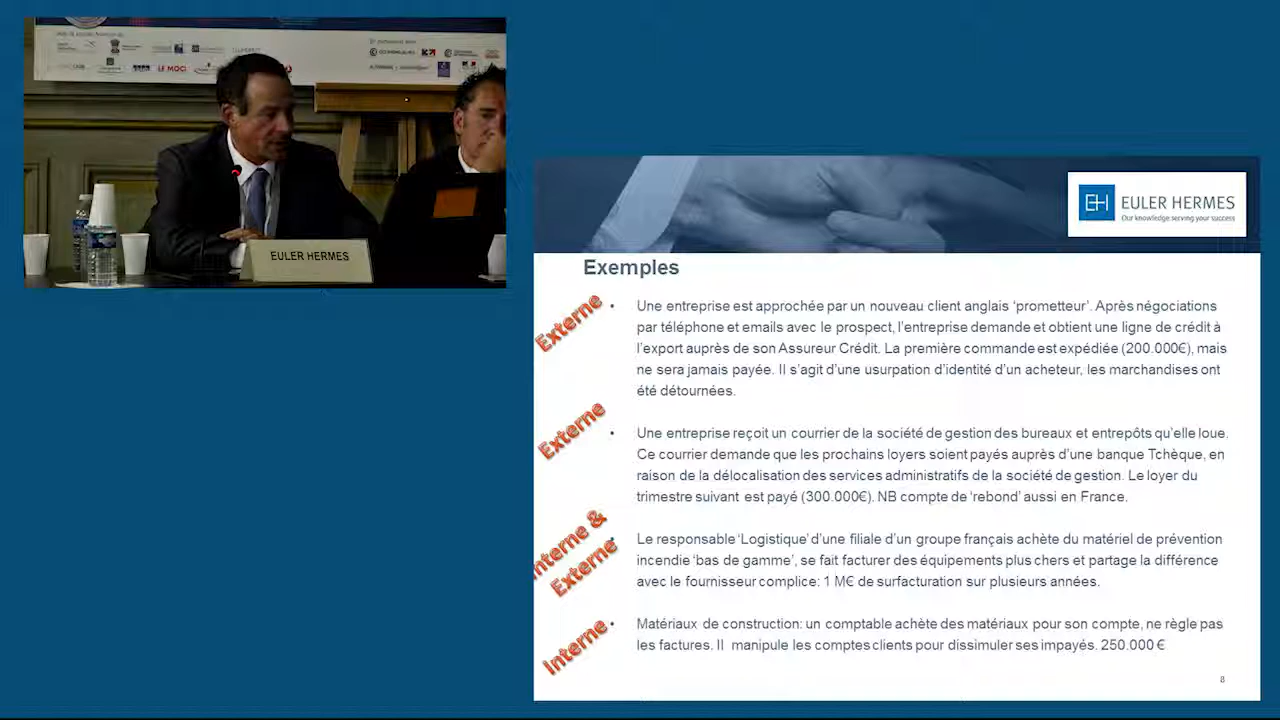 LE MOCI
EULER HERMES
EH EULER HERMES
Our knowledge serving your success
Exemples
Externe
• Une entreprise est approchée par un nouveau client anglais ‘prometteur’. Après négociations
par téléphone et emails avec le prospect, l’entreprise demande et obtient une ligne de crédit à
l’export auprès de son Assureur Crédit. La première commande est expédiée (200.000€), mais
ne sera jamais payée. Il s’agit d’une usurpation d’identité d’un acheteur, les marchandises ont
été détournées.
Externe
• Une entreprise reçoit un courrier de la société de gestion des bureaux et entrepôts qu’elle loue.
Ce courrier demande que les prochains loyers soient payés auprès d’une banque Tchèque, en
raison de la délocalisation des services administratifs de la société de gestion. Le loyer du
trimestre suivant est payé (300.000€). NB compte de ‘rebond’ aussi en France.
Interne &
Externe
• Le responsable ‘Logistique’ d’une filiale d’un groupe français achète du matériel de prévention
incendie ‘bas de gamme’, se fait facturer des équipements plus chers et partage la différence
avec le fournisseur complice: 1 M€ de surfacturation sur plusieurs années.
Interne
• Matériaux de construction: un comptable achète des matériaux pour son compte, ne règle pas
les factures. Il manipule les comptes clients pour dissimuler ses impayés. 250.000 €
8